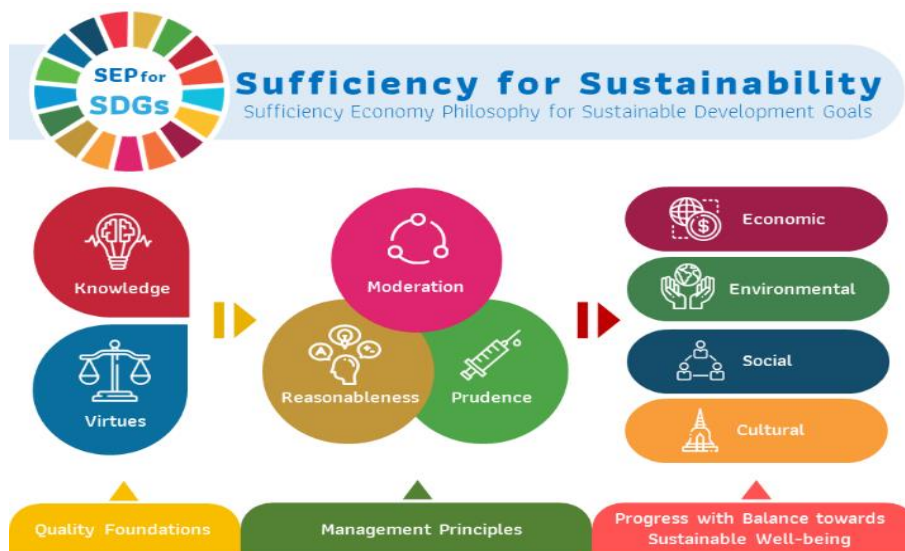 SEP for
SDGs
Sufficiency for Sustainability
Sufficiency Economy Philosophy for Sustainable Development Goals
Knowledge
Virtues
Moderation
Reasonableness
Prudence
$
A
Economic
Environmental
Social
Cultural
Quality Foundations
Management Principles
Progress with Balance towards
Sustainable Well-being